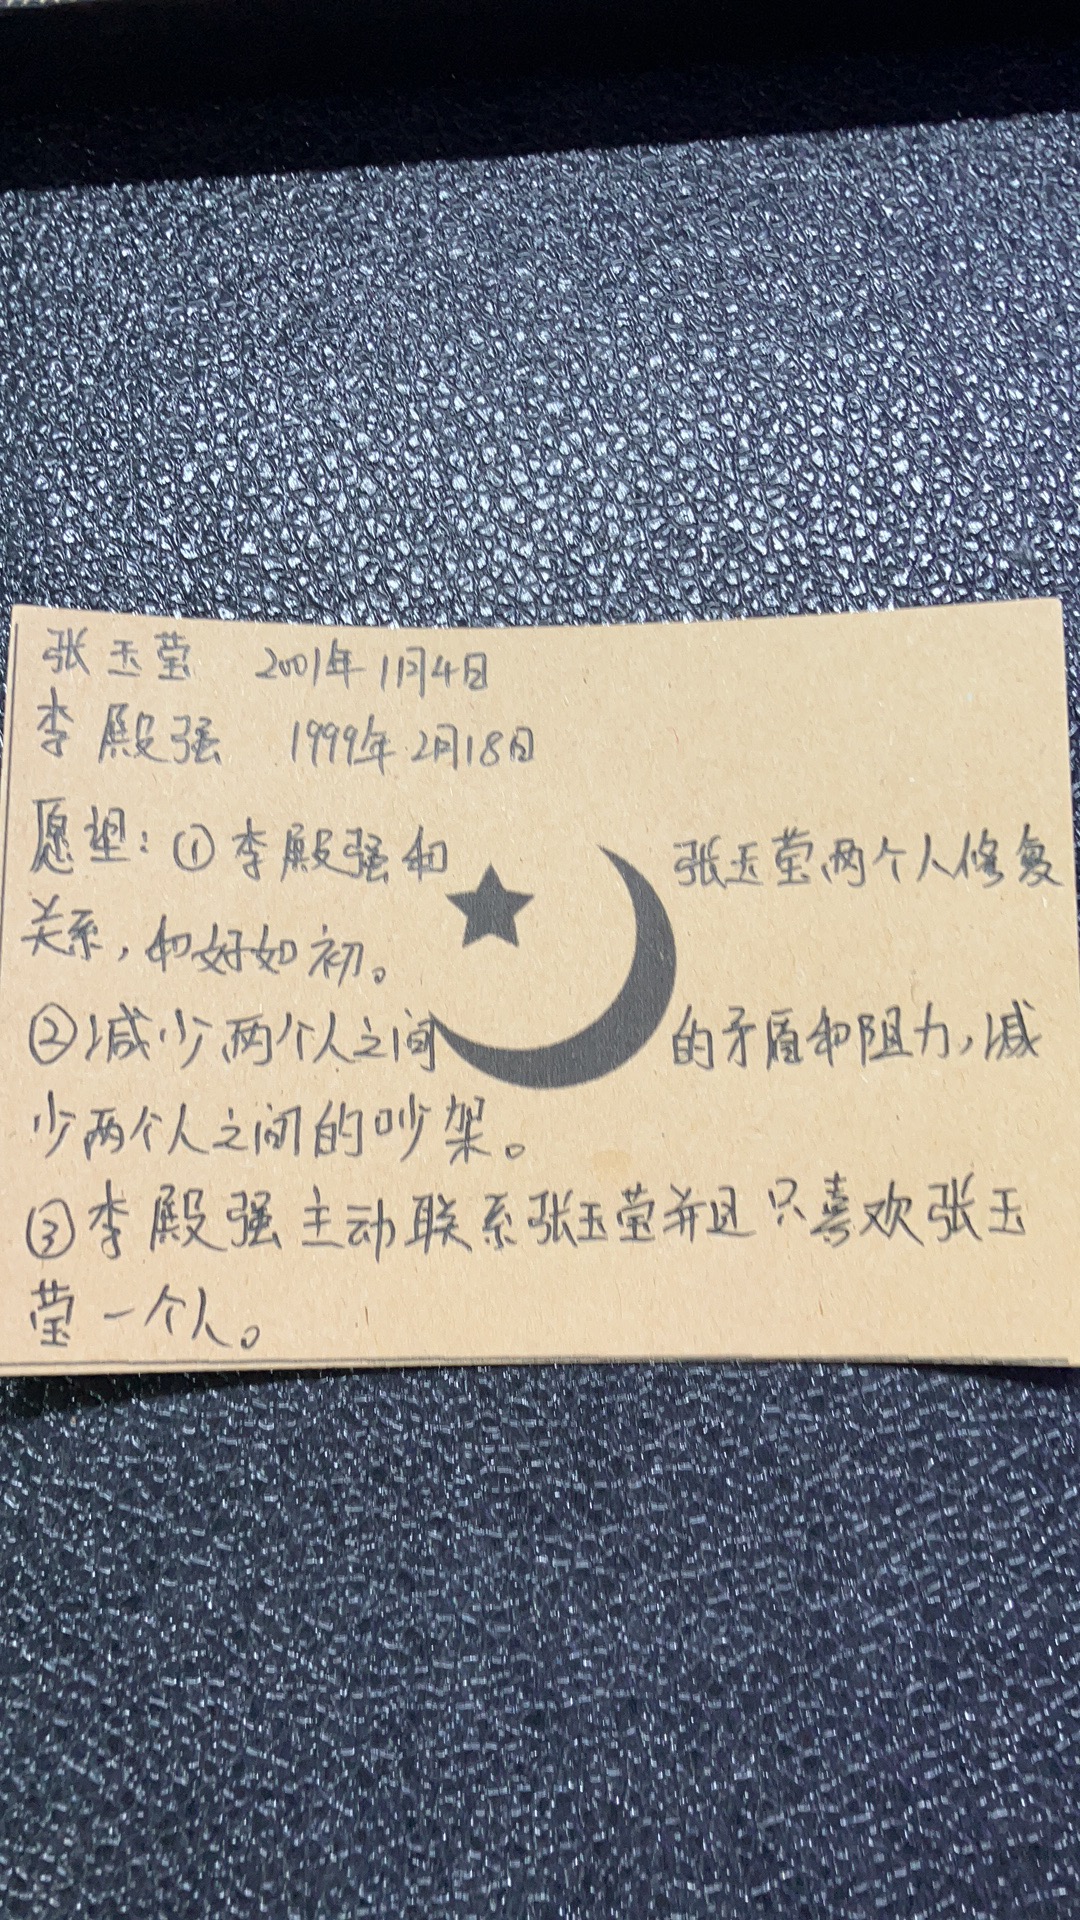 张玉莹 2001年11月4日
李殿强 1999年2月18日
愿望：①李殿强和张玉莹两个人修复
关系，和好如初。
②减少两个人之间的矛盾和阻力，减
少两个人之间的吵架。
③李殿强主动联系张玉莹并且只喜欢张玉
莹一个人。